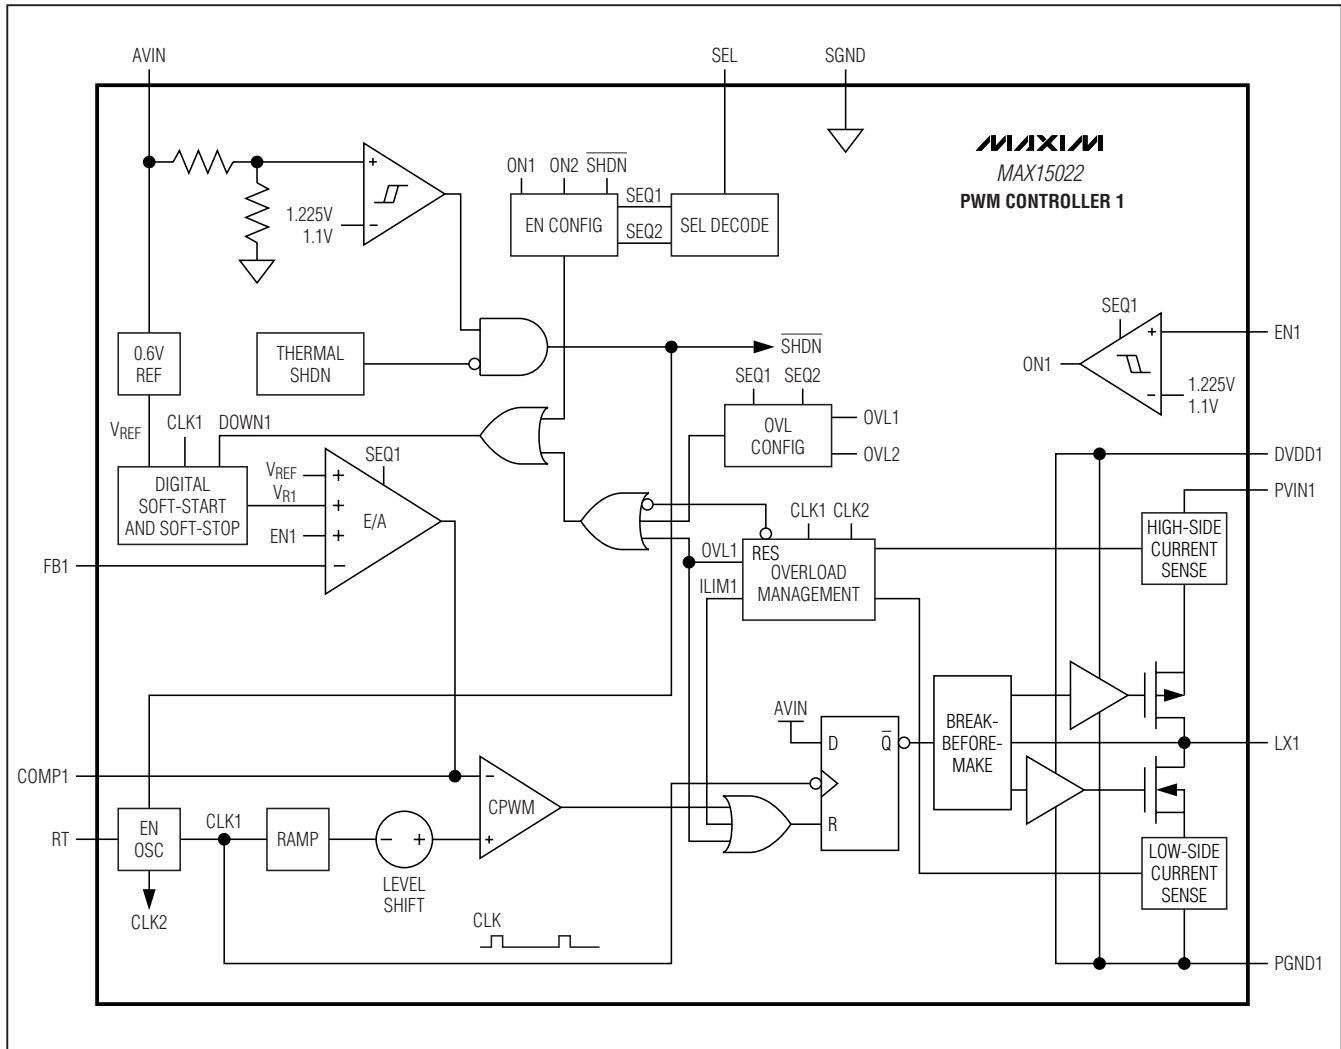 AVIN
SEL
SGND
MAXIM
MAX15022
PWM CONTROLLER 1
ON1
ON2
SHDN
1.225V
1.1V
+
−
EN CONFIG
SEQ1
SEQ2
SEL DECODE
SEQ1
+
−
EN1
ON1
1.225V
1.1V
0.6V
REF
THERMAL
SHDN
SHDN
SEQ1
SEQ2
OVL
CONFIG
OVL1
OVL2
VREF
CLK1
DOWN1
DIGITAL
SOFT-START
AND SOFT-STOP
VREF
VR1
EN1
SEQ1
+
+
+
−
E/A
FB1
DVDD1
PVIN1
HIGH-SIDE
CURRENT
SENSE
CLK1
CLK2
OVL1
ILIM1
RES
OVERLOAD
MANAGEMENT
AVIN
D
Q
R
BREAK-
BEFORE-
MAKE
LX1
COMP1
−
+
CPWM
RT
EN
OSC
CLK1
RAMP
−
+
LEVEL
SHIFT
CLK2
CLK
LOW-SIDE
CURRENT
SENSE
PGND1